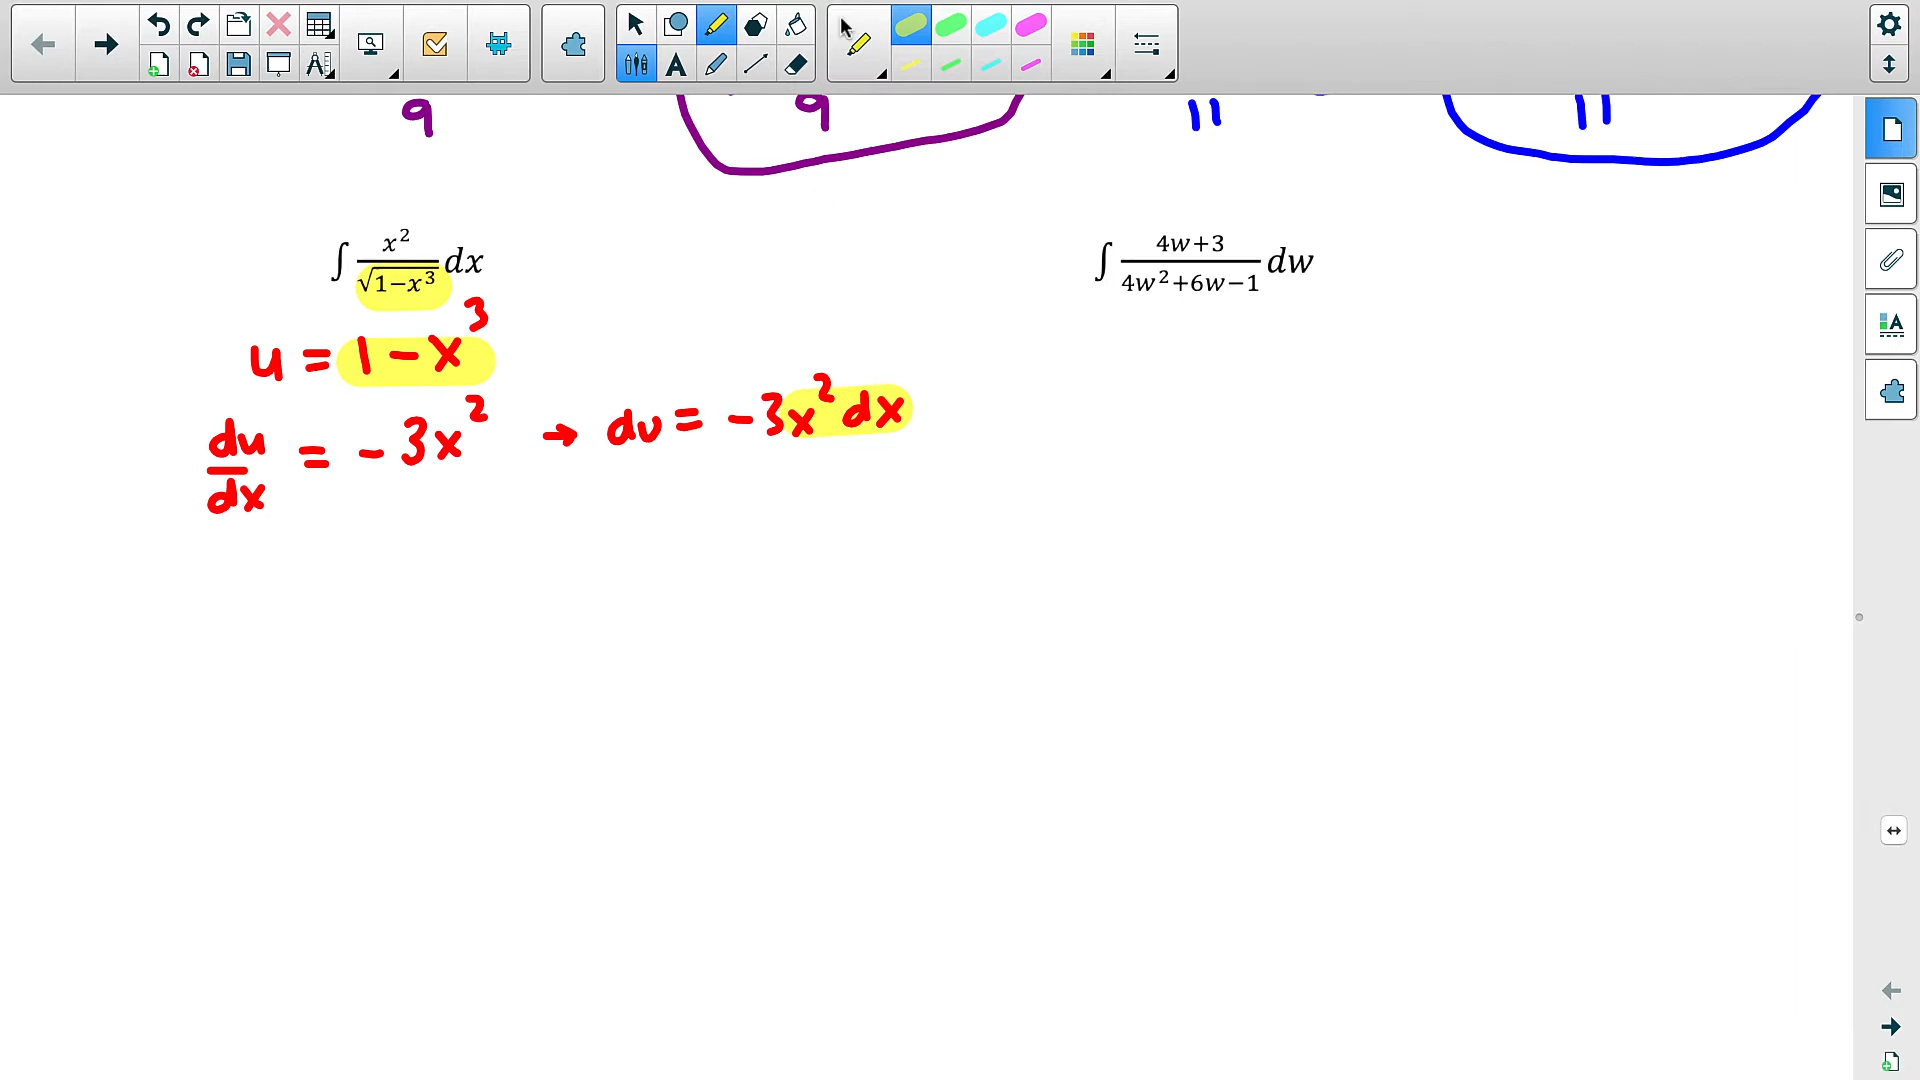 9 9 11 11
∫ x²/√(1−x³) dx ∫ (4w+3)/(4w²+6w−1) dw
u = 1 − x³
du/dx = −3x² → du = −3x² dx